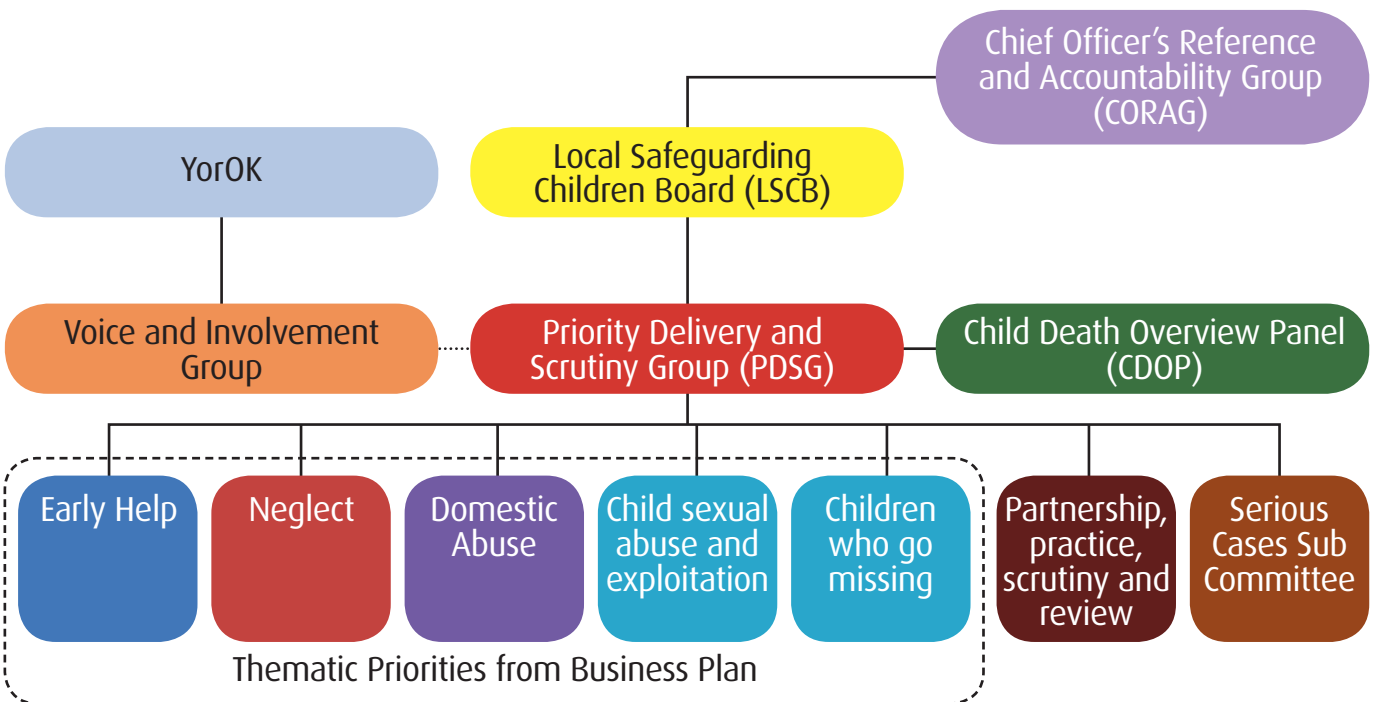 Chief Officer's Reference
and Accountability Group
(CORAG)
YorOK
Local Safeguarding
Children Board (LSCB)
Voice and Involvement
Group
Priority Delivery and
Scrutiny Group (PDSG)
Child Death Overview Panel
(CDOP)
Early Help
Neglect
Domestic
Abuse
Child sexual
abuse and
exploitation
Children
who go
missing
Partnership,
practice,
scrutiny and
review
Serious
Cases Sub
Committee
Thematic Priorities from Business Plan